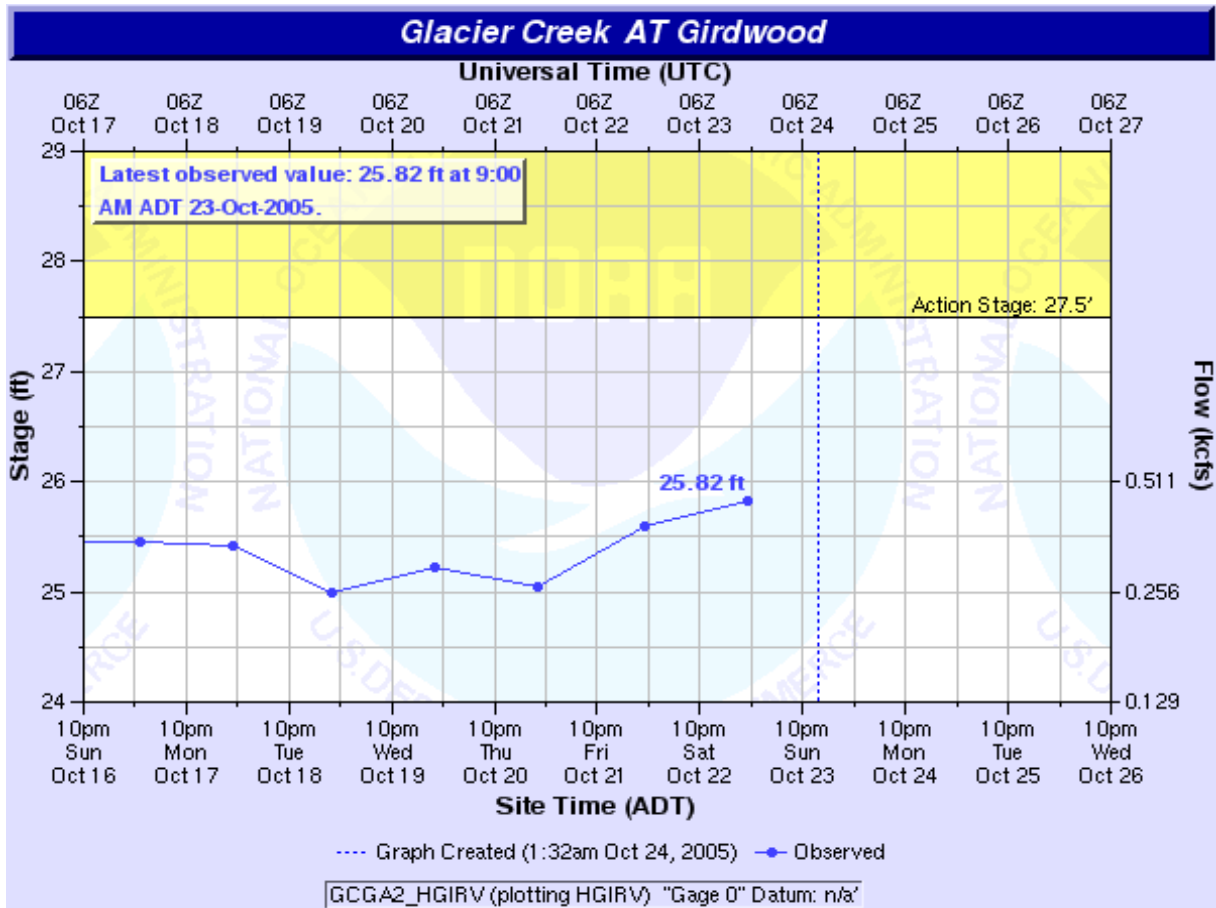 Glacier Creek AT Girdwood
Universal Time (UTC)
06Z 06Z 06Z 06Z 06Z 06Z 06Z 06Z 06Z 06Z 06Z
Oct 17 Oct 18 Oct 19 Oct 20 Oct 21 Oct 22 Oct 23 Oct 24 Oct 25 Oct 26 Oct 27
29
Latest observed value: 25.82 ft at 9:00
AM ADT 23-Oct-2005.
NOAA
28
Action Stage: 27.5'
27
Stage (ft)
Flow (kcfs)
26
25.82 ft
0.511
25
0.256
24
0.129
NATIONAL OCEANIC
ADMINISTRATION
U.S. DEP
MERCE
10pm 10pm 10pm 10pm 10pm 10pm 10pm 10pm 10pm 10pm 10pm
Sun Mon Tue Wed Thu Fri Sat Sun Mon Tue Wed
Oct 16 Oct 17 Oct 18 Oct 19 Oct 20 Oct 21 Oct 22 Oct 23 Oct 24 Oct 25 Oct 26
Site Time (ADT)
Graph Created (1:32am Oct 24, 2005) Observed
GCGA2_HGIRV (plotting HGIRV) "Gage 0" Datum: n/a'